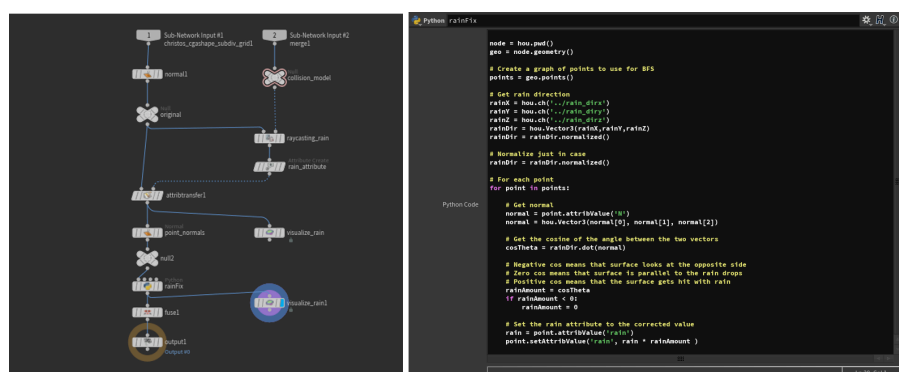 1
Sub-Network Input #1
christos_cgashape_subdiv_grid1
2
Sub-Network Input #2
merge1
normal1
Null
collision_model
Null
original
raycasting_rain
Attribute Create
rain_attribute
attribtransfer1
Normal
point_normals
visualize_rain
null2
Python
rainFix
visualize_rain1
fuse1
output1
Output #0
Python rainFix
Python Code
node = hou.pwd()
geo = node.geometry()
# Create a graph of points to use for BFS
points = geo.points()
# Get rain direction
rainX = hou.ch('../rain_dirx')
rainY = hou.ch('../rain_diry')
rainZ = hou.ch('../rain_dirz')
rainDir = hou.Vector3(rainX,rainY,rainZ)
rainDir = rainDir.normalized()
# Normalize just in case
rainDir = rainDir.normalized()
# For each point
for point in points:
# Get normal
normal = point.attribValue('N')
normal = hou.Vector3(normal[0], normal[1], normal[2])
# Get the cosine of the angle between the two vectors
cosTheta = rainDir.dot(normal)
# Negative cos means that surface looks at the opposite side
# Zero cos means that surface is parallel to the rain drops
# Positive cos means that the surface gets hit with rain
rainAmount = cosTheta
if rainAmount < 0:
rainAmount = 0
# Set the rain attribute to the corrected value
rain = point.attribValue('rain')
point.setAttribValue('rain', rain * rainAmount )